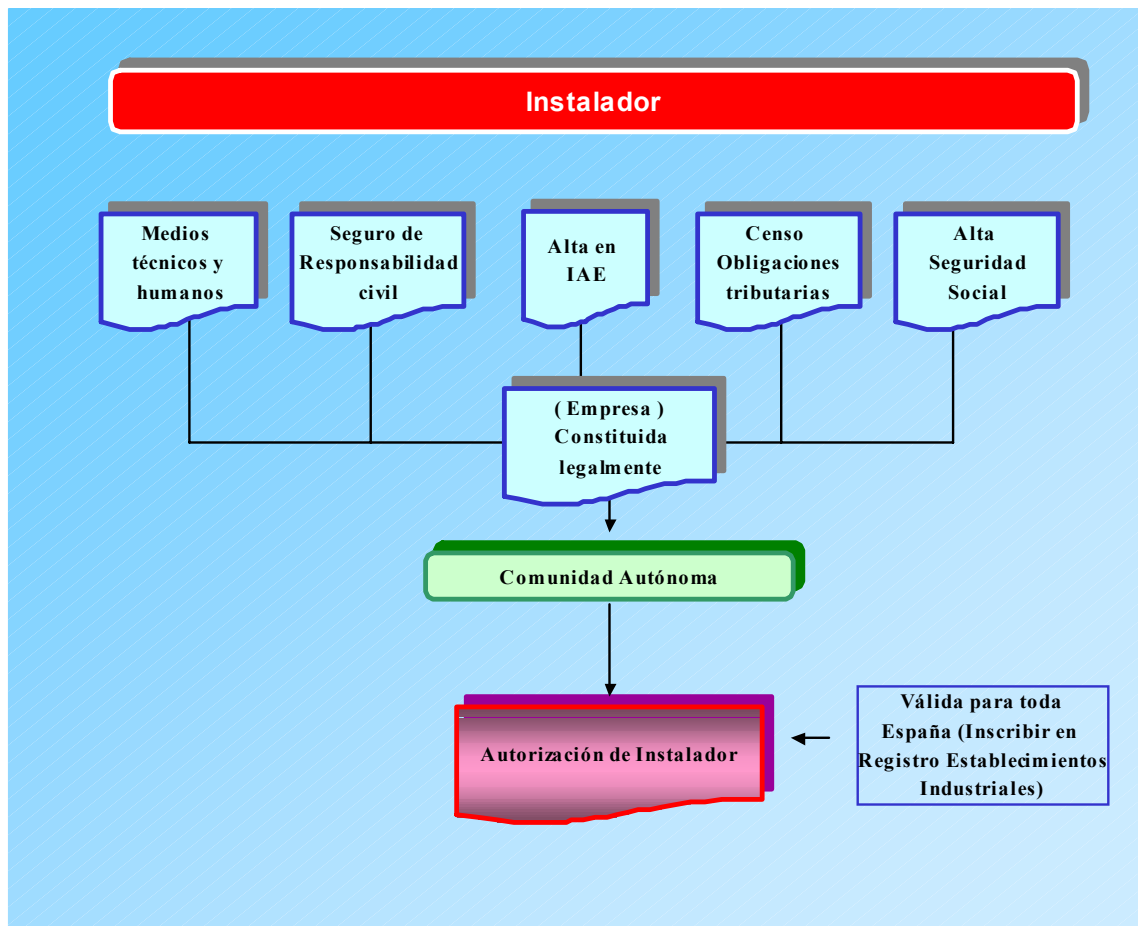 Instalador
Medios
técnicos y
humanos
Seguro de
Responsabilidad
civil
Alta en
IAE
Censo
Obligaciones
tributarias
Alta
Seguridad
Social
( Empresa )
Constituida
legalmente
Comunidad Autónoma
Autorización de Instalador
Válida para toda
España (Inscribir en
Registro Establecimientos
Industriales)